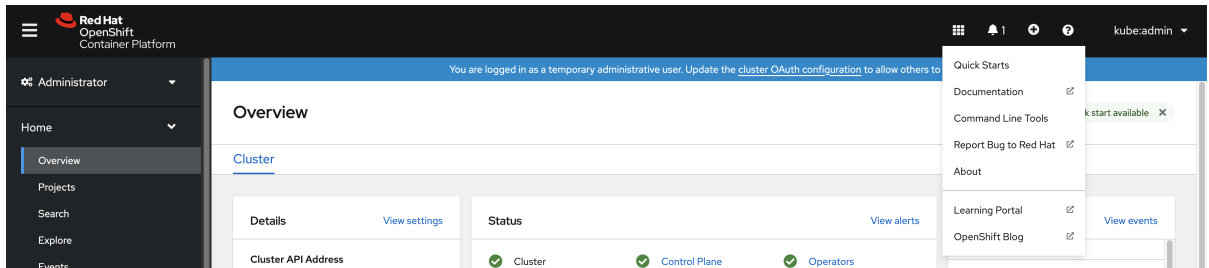 Red Hat
OpenShift
Container Platform
1
kube:admin
Administrator
Home
Overview
Projects
Search
Explore
Events
You are logged in as a temporary administrative user. Update the cluster OAuth configuration to allow others to
Overview
k start available
Cluster
Details
View settings
Cluster API Address
Status
View alerts
Cluster
Control Plane
Operators
View events
Quick Starts
Documentation
Command Line Tools
Report Bug to Red Hat
About
Learning Portal
OpenShift Blog